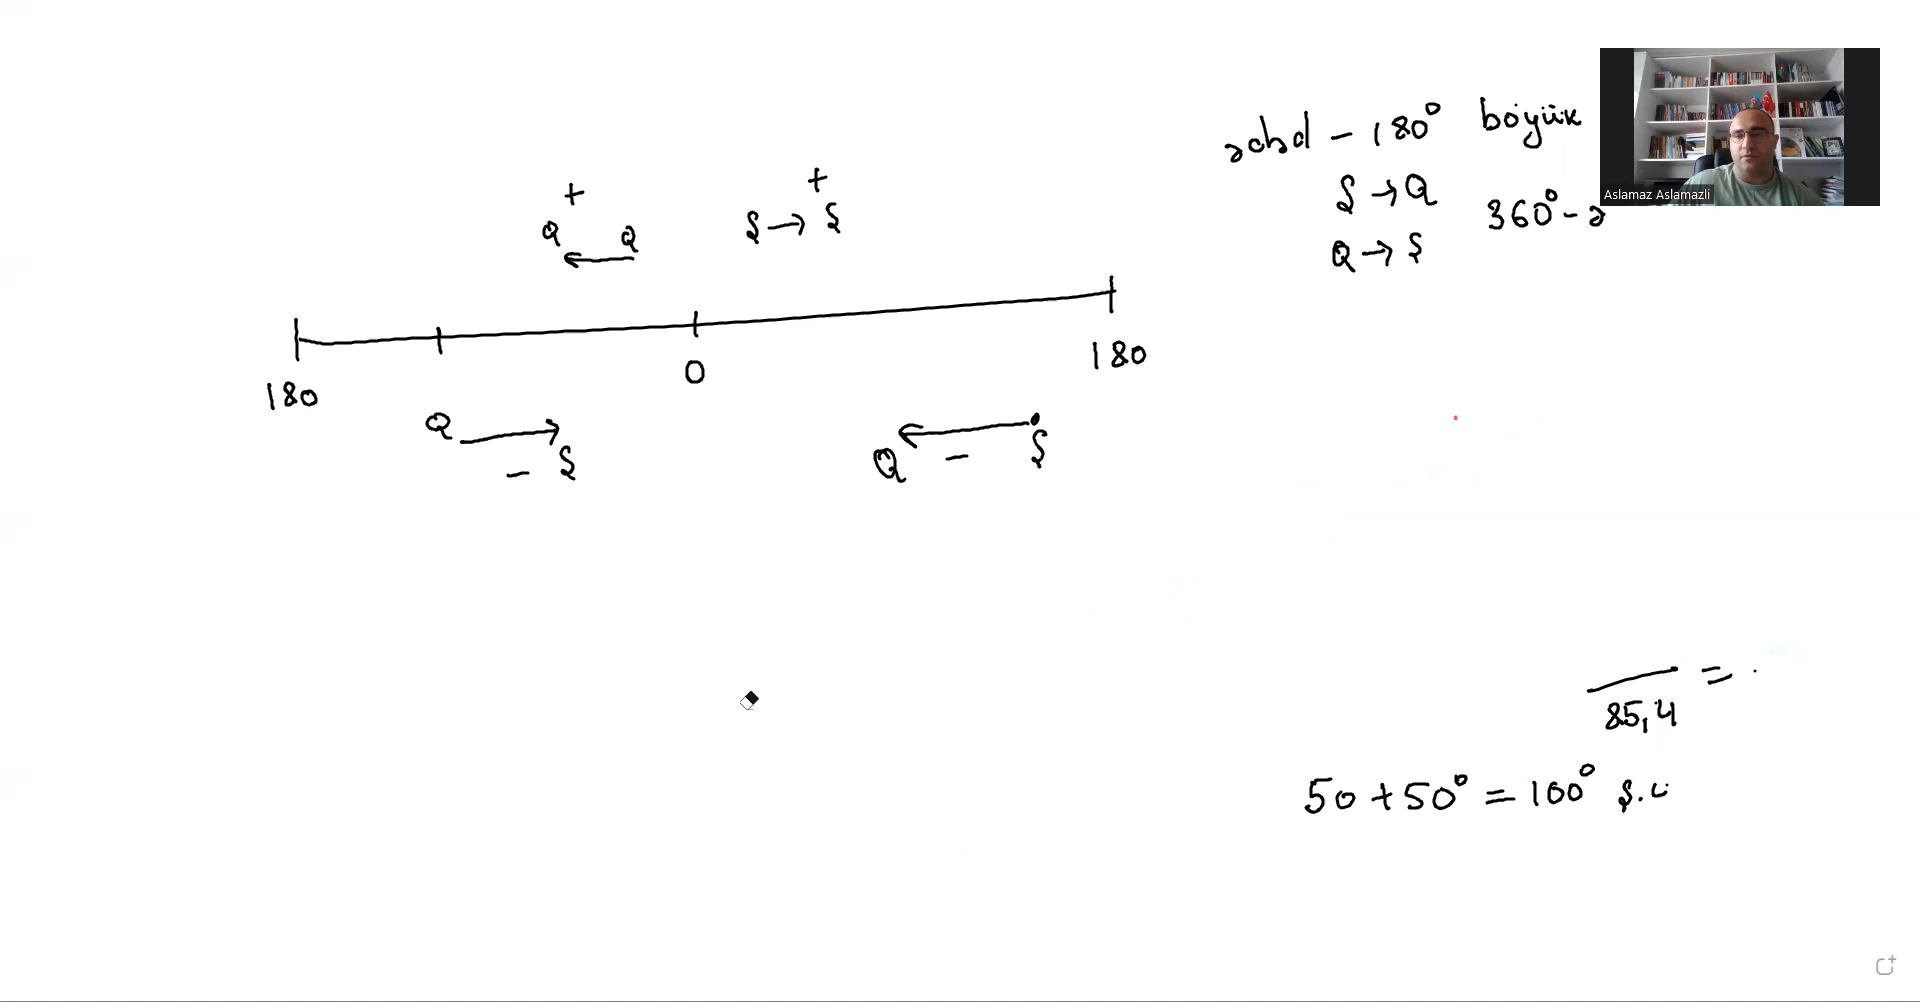 + +
Q ← Q Ş → Ş
180 0 180
Q → Ş Q ← Ş
− −
ədəd − 180° böyük
Ş → Q
360° − ə
Q → Ş
85,4 =
50 + 50° = 100° ş.u
Aslamaz Aslamazli